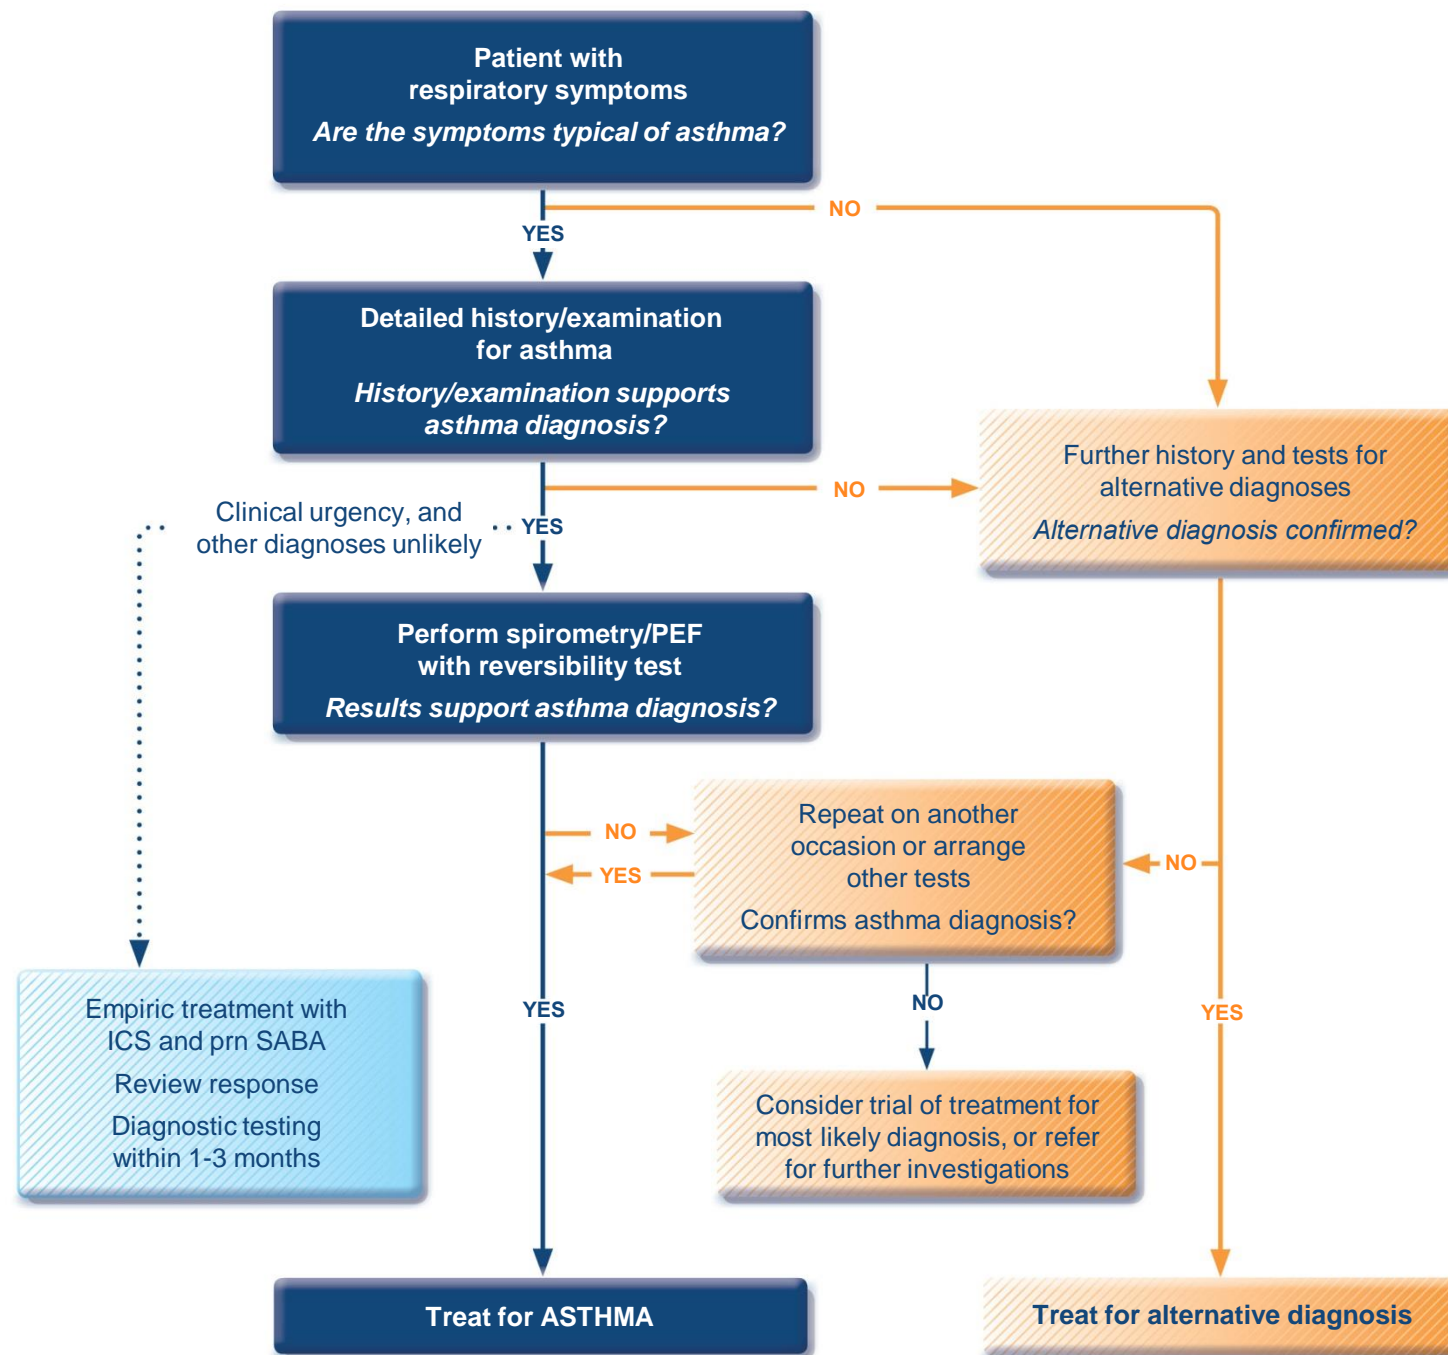 Patient with
respiratory symptoms
Are the symptoms typical of asthma?
NO
YES
Detailed history/examination
for asthma
History/examination supports
asthma diagnosis?
Further history and tests for
alternative diagnoses
Alternative diagnosis confirmed?
NO
Clinical urgency, and
other diagnoses unlikely
YES
Perform spirometry/PEF
with reversibility test
Results support asthma diagnosis?
Repeat on another
occasion or arrange
other tests
Confirms asthma diagnosis?
NO
YES
NO
Empiric treatment with
ICS and prn SABA
Review response
Diagnostic testing
within 1-3 months
YES
NO
YES
Consider trial of treatment for
most likely diagnosis, or refer
for further investigations
Treat for ASTHMA
Treat for alternative diagnosis